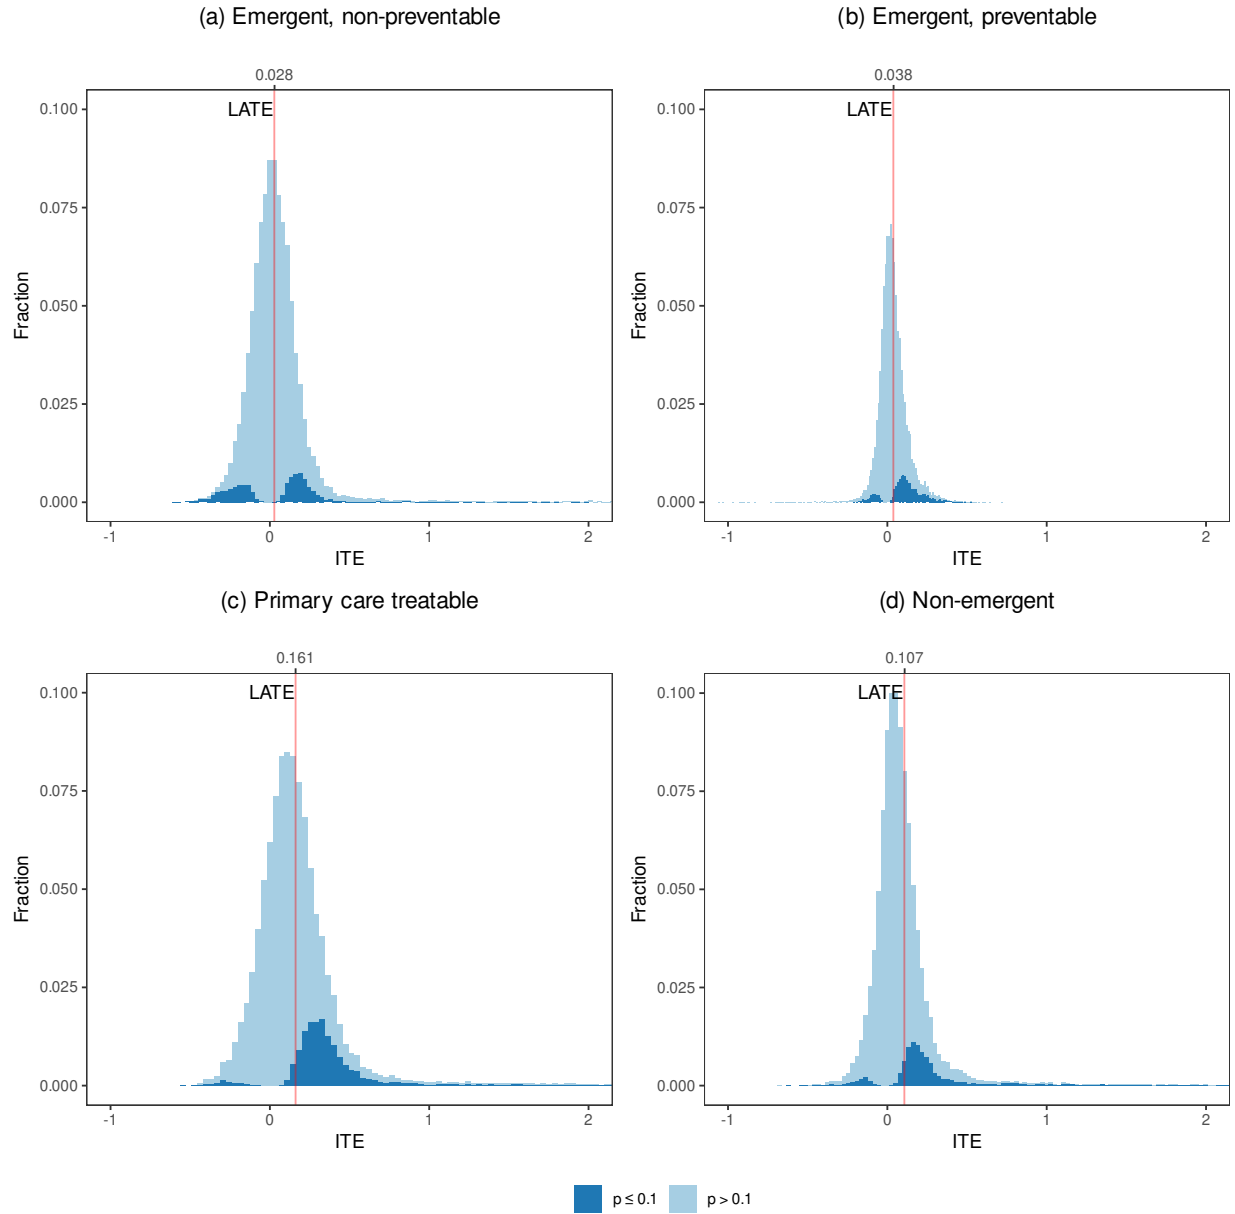 (a) Emergent, non-preventable
0.028
LATE
0.100
0.075
0.050
0.025
0.000
Fraction
-1 0 1 2
ITE
(b) Emergent, preventable
0.038
LATE
0.100
0.075
0.050
0.025
0.000
Fraction
-1 0 1 2
ITE
(c) Primary care treatable
0.161
LATE
0.100
0.075
0.050
0.025
0.000
Fraction
-1 0 1 2
ITE
(d) Non-emergent
0.107
LATE
0.100
0.075
0.050
0.025
0.000
Fraction
-1 0 1 2
ITE
p ≤ 0.1 p > 0.1